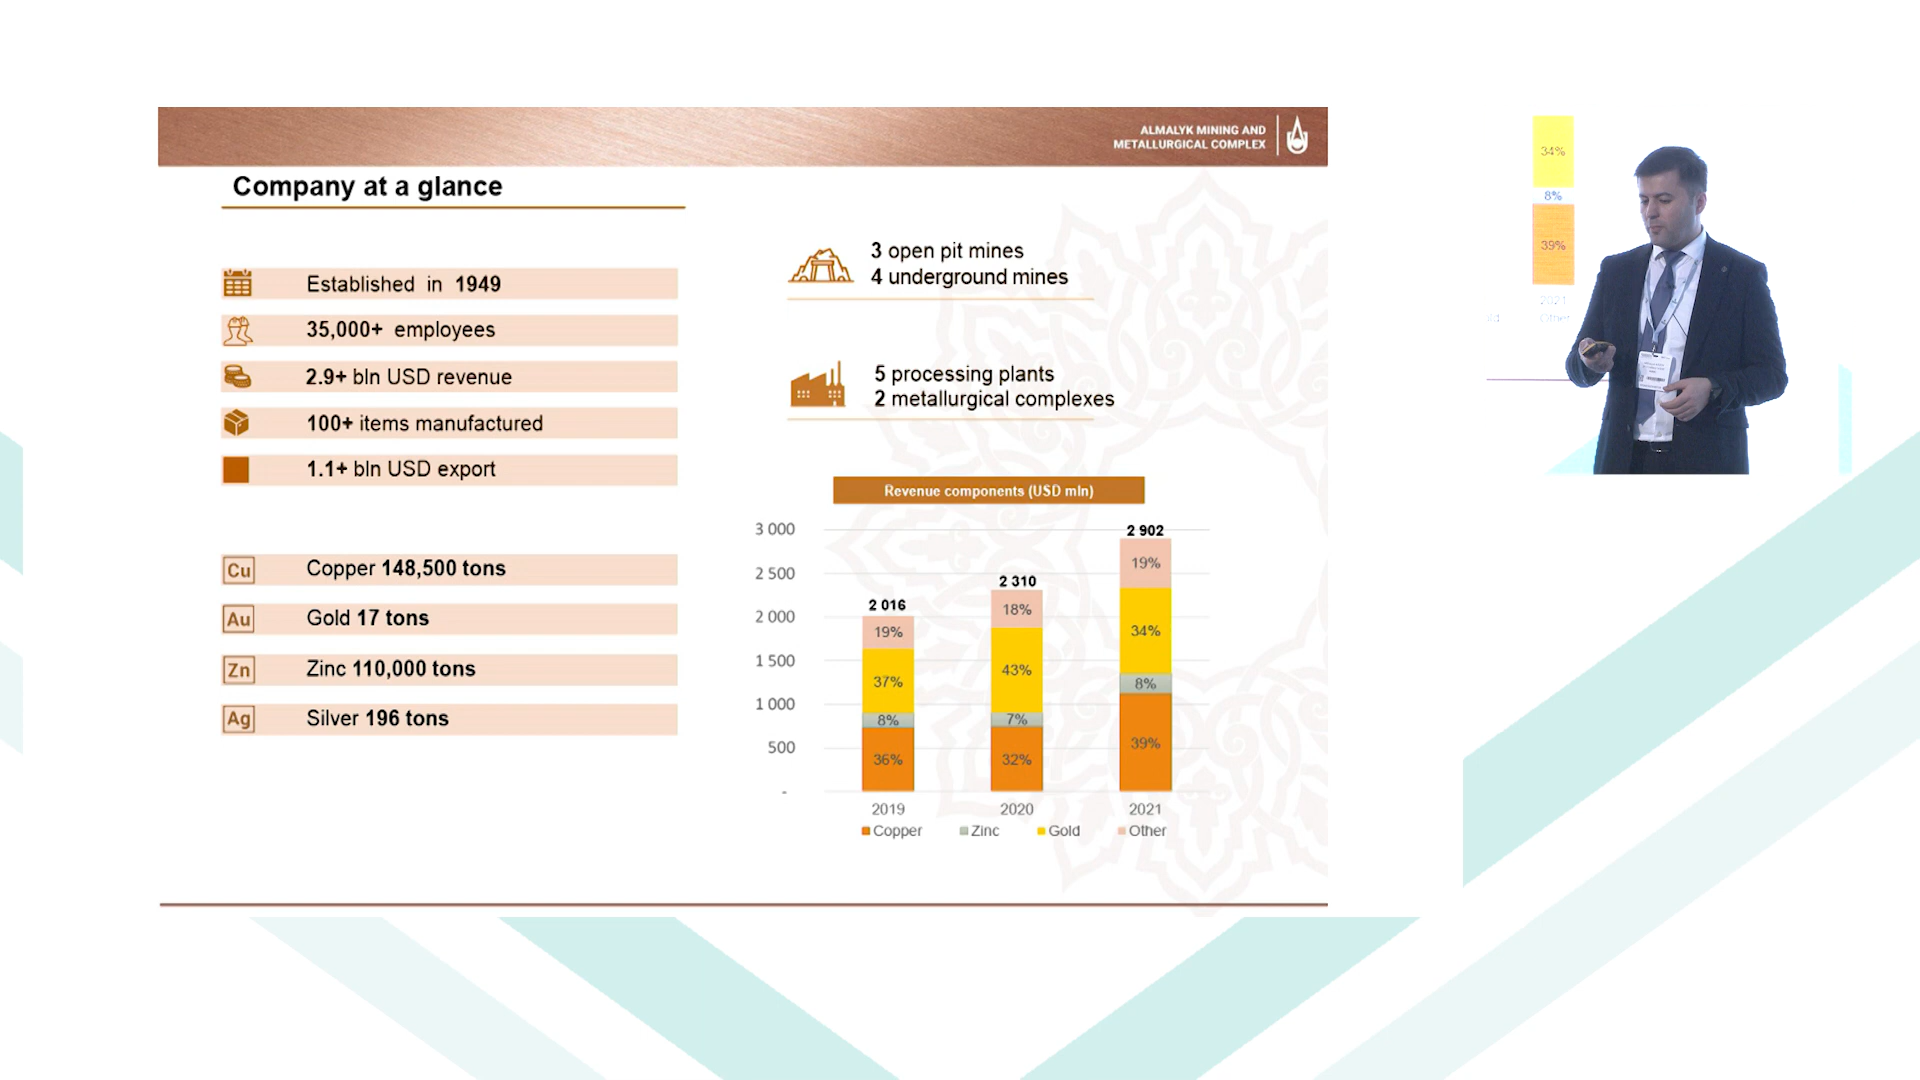 ALMALYK MINING AND
METALLURGICAL COMPLEX
Company at a glance
Established in 1949
35,000+ employees
2.9+ bln USD revenue
100+ items manufactured
1.1+ bln USD export
Cu Copper 148,500 tons
Au Gold 17 tons
Zn Zinc 110,000 tons
Ag Silver 196 tons
3 open pit mines
4 underground mines
5 processing plants
2 metallurgical complexes
Revenue components (USD mln)
3 000
2 500
2 000
1 500
1 000
500
-
2 016
19%
37%
8%
36%
2 310
18%
43%
7%
32%
2 902
19%
34%
8%
39%
2019 2020 2021
Copper Zinc Gold Other
34%
8%
39%
2021
Other